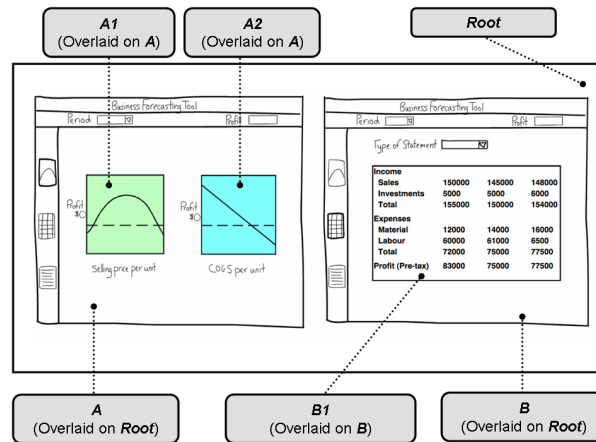 A1
(Overlaid on A)
A2
(Overlaid on A)
Root
Business Forecasting Tool
Period
Profit
Profit
$0
Selling price per unit
Profit
$0
COGS per unit
Business Forecasting Tool
Period
Profit
Type of Statement
Income
Sales 150000 145000 148000
Investments 5000 5000 6000
Total 155000 150000 154000
Expenses
Material 12000 14000 16000
Labour 60000 61000 6500
Total 72000 75000 77500
Profit (Pre-tax) 83000 75000 77500
A
(Overlaid on Root)
B1
(Overlaid on B)
B
(Overlaid on Root)